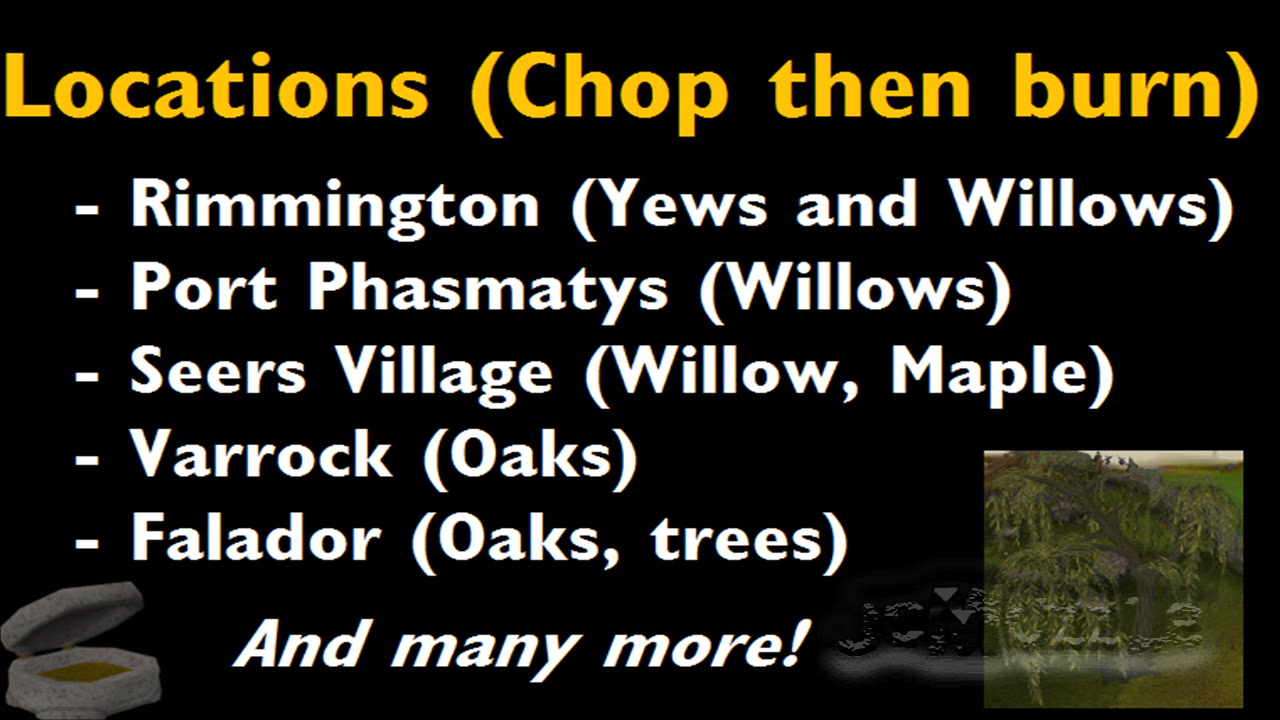 Locations (Chop then burn)
- Rimmington (Yews and Willows)
- Port Phasmatys (Willows)
- Seers Village (Willow, Maple)
- Varrock (Oaks)
- Falador (Oaks, trees)
And many more!